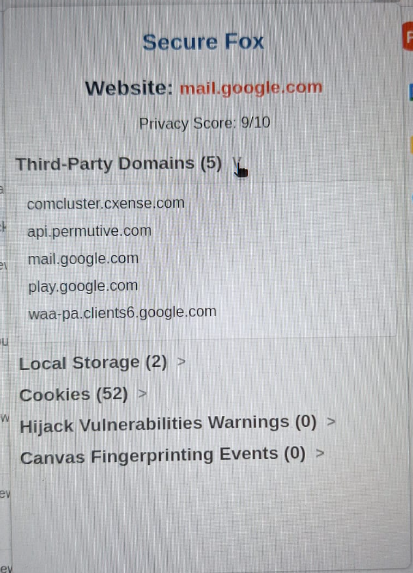 Secure Fox
Website: mail.google.com
Privacy Score: 9/10
Third-Party Domains (5)
comcluster.cxense.com
api.permutive.com
mail.google.com
play.google.com
waa-pa.clients6.google.com
Local Storage (2) >
Cookies (52) >
Hijack Vulnerabilities Warnings (0) >
Canvas Fingerprinting Events (0) >